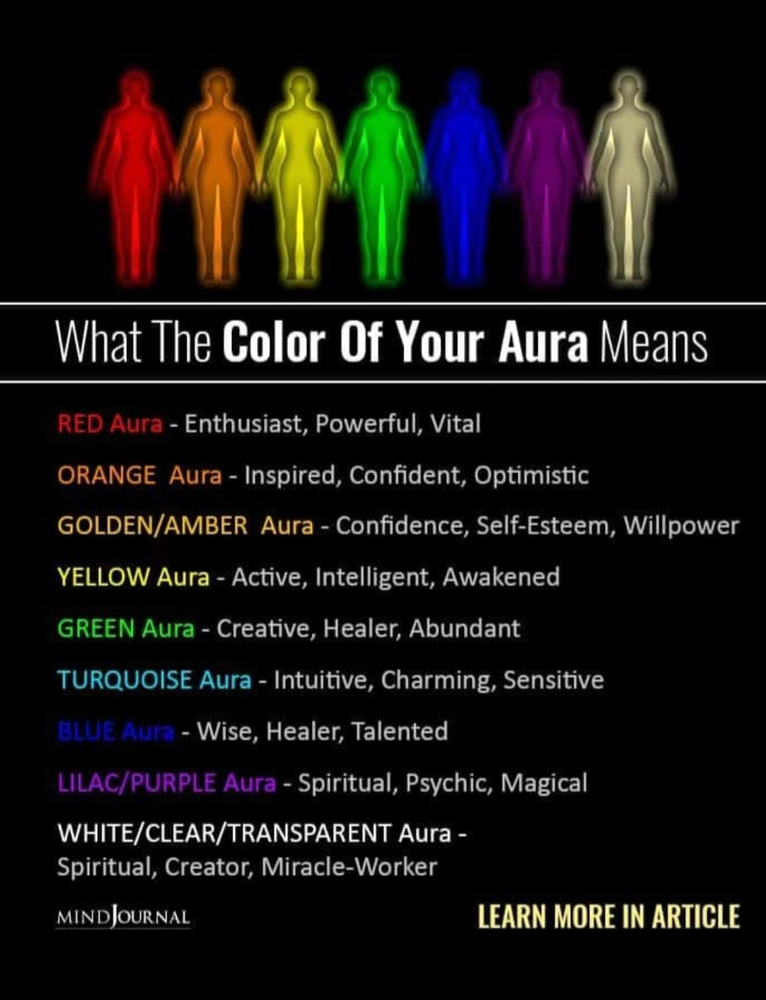 What The Color Of Your Aura Means
RED Aura - Enthusiast, Powerful, Vital
ORANGE Aura - Inspired, Confident, Optimistic
GOLDEN/AMBER Aura - Confidence, Self-Esteem, Willpower
YELLOW Aura - Active, Intelligent, Awakened
GREEN Aura - Creative, Healer, Abundant
TURQUOISE Aura - Intuitive, Charming, Sensitive
BLUE Aura - Wise, Healer, Talented
LILAC/PURPLE Aura - Spiritual, Psychic, Magical
WHITE/CLEAR/TRANSPARENT Aura -
Spiritual, Creator, Miracle-Worker
MINDJOURNAL
LEARN MORE IN ARTICLE